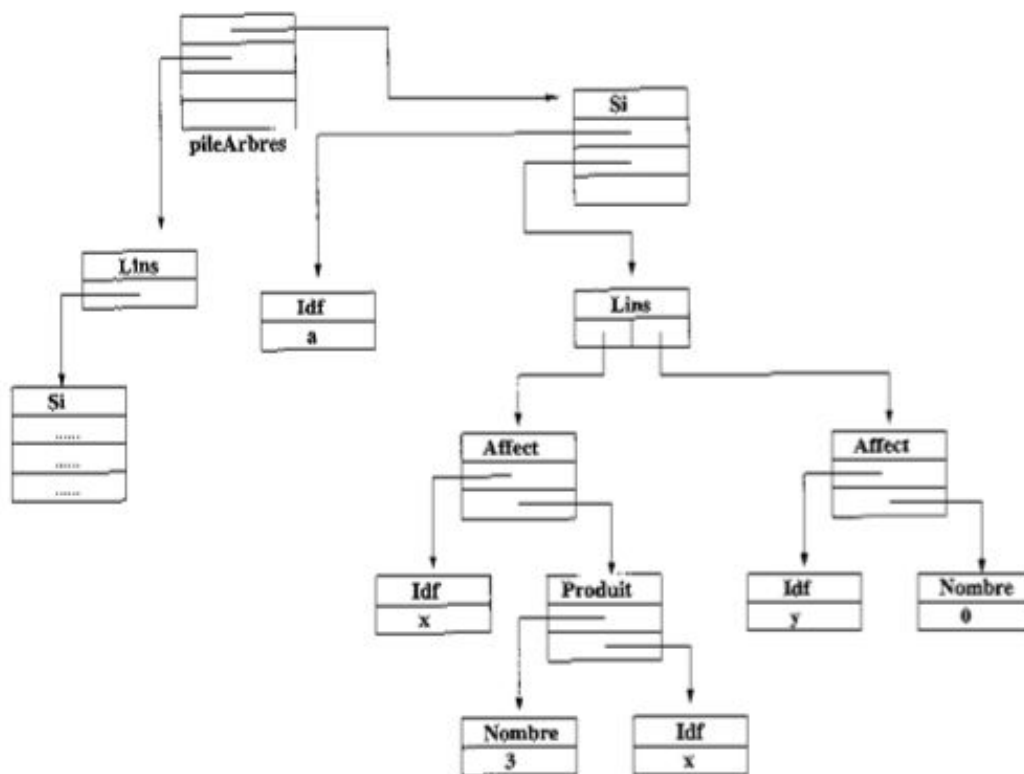 pileArbres
Si
Lins
Idf
a
Lins
Si
......
......
......
Affect
Affect
Idf
x
Produit
Idf
y
Nombre
0
Nombre
3
Idf
x